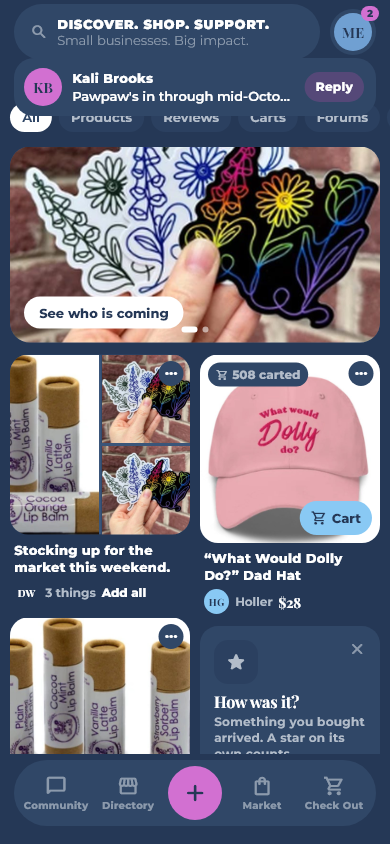 DISCOVER. SHOP. SUPPORT.
Small businesses. Big impact.
ME
2
KB
Kali Brooks
Pawpaw's in through mid-Octo...
Reply
All
Products
Reviews
Carts
Forums
See who is coming
Mint
Lip Balm
Vanilla
Latte
Lip Balm
Cocoa
Orange
Lip Balm
508 carted
What would
Dolly
do?
Cart
Stocking up for the
market this weekend.
DW
3 things
Add all
“What Would Dolly
Do?” Dad Hat
HG
Holler
$28
Plain
Lip Balm
Cocoa
Mint
Lip Balm
Vanilla
Latte
Lip Balm
Strawberry
Sorbet
Lip Balm
How was it?
Something you bought
arrived. A star on its
own counts.
Community
Directory
Market
Check Out